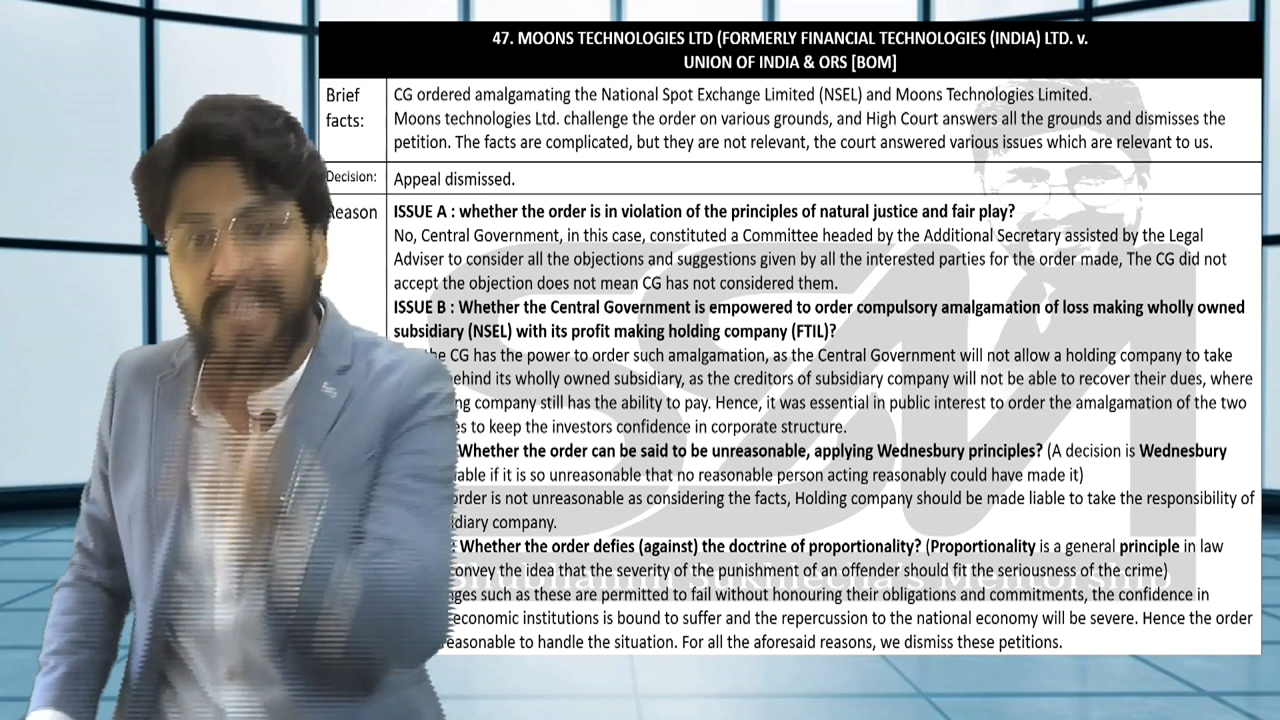 47. MOONS TECHNOLOGIES LTD (FORMERLY FINANCIAL TECHNOLOGIES (INDIA) LTD. v.
UNION OF INDIA & ORS [BOM]
Brief facts:
CG ordered amalgamating the National Spot Exchange Limited (NSEL) and Moons Technologies Limited.
Moons technologies Ltd. challenge the order on various grounds, and High Court answers all the grounds and dismisses the
petition. The facts are complicated, but they are not relevant, the court answered various issues which are relevant to us.
Decision:
Appeal dismissed.
Reason
ISSUE A : whether the order is in violation of the principles of natural justice and fair play?
No, Central Government, in this case, constituted a Committee headed by the Additional Secretary assisted by the Legal
Adviser to consider all the objections and suggestions given by all the interested parties for the order made, The CG did not
accept the objection does not mean CG has not considered them.
ISSUE B : Whether the Central Government is empowered to order compulsory amalgamation of loss making wholly owned
subsidiary (NSEL) with its profit making holding company (FTIL)?
CG has the power to order such amalgamation, as the Central Government will not allow a holding company to take
its wholly owned subsidiary, as the creditors of subsidiary company will not be able to recover their dues, where
company still has the ability to pay. Hence, it was essential in public interest to order the amalgamation of the two
to keep the investors confidence in corporate structure.
Whether the order can be said to be unreasonable, applying Wednesbury principles? (A decision is Wednesbury
if it is so unreasonable that no reasonable person acting reasonably could have made it)
order is not unreasonable as considering the facts, Holding company should be made liable to take the responsibility of
company.
: Whether the order defies (against) the doctrine of proportionality? (Proportionality is a general principle in law
convey the idea that the severity of the punishment of an offender should fit the seriousness of the crime)
such as these are permitted to fail without honouring their obligations and commitments, the confidence in
economic institutions is bound to suffer and the repercussion to the national economy will be severe. Hence the order
reasonable to handle the situation. For all the aforesaid reasons, we dismiss these petitions.
SSM